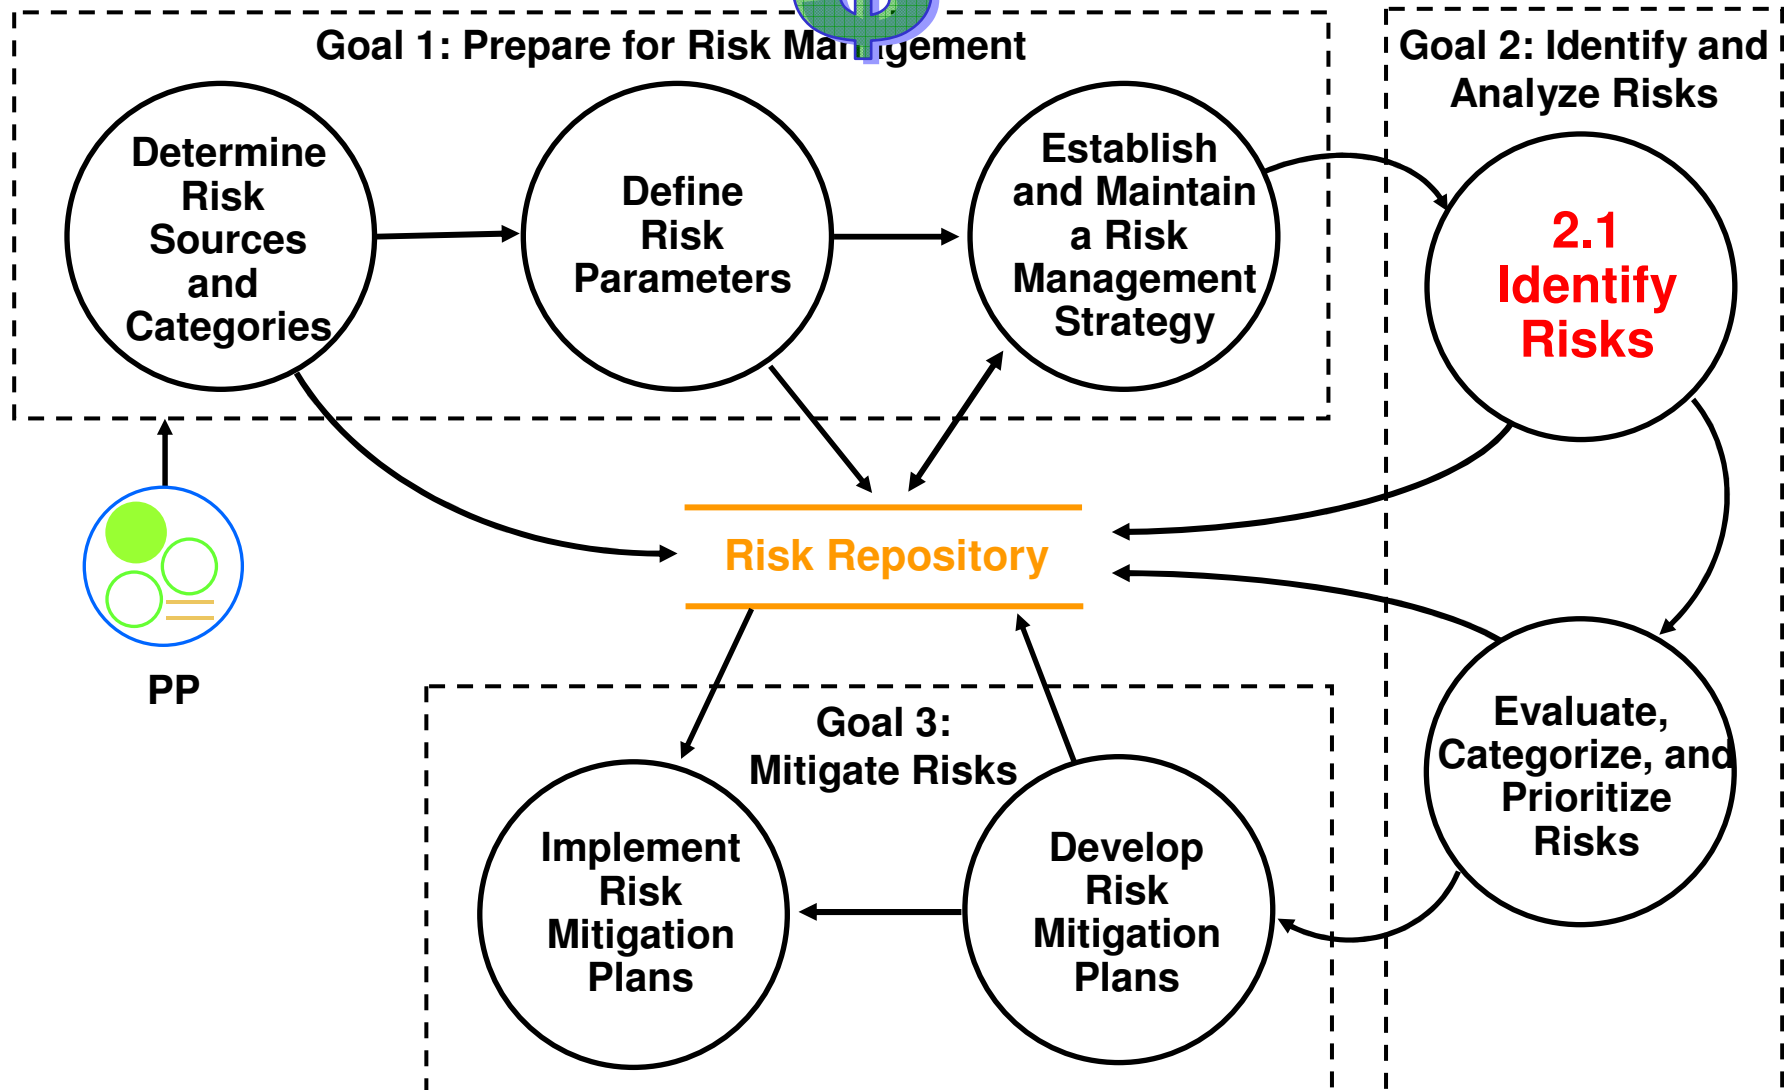 Goal 1: Prepare for Risk Management
Determine
Risk
Sources
and
Categories
Define
Risk
Parameters
Establish
and Maintain
a Risk
Management
Strategy
Goal 2: Identify and
Analyze Risks
2.1
Identify
Risks
Risk Repository
PP
Goal 3:
Mitigate Risks
Implement
Risk
Mitigation
Plans
Develop
Risk
Mitigation
Plans
Evaluate,
Categorize, and
Prioritize
Risks